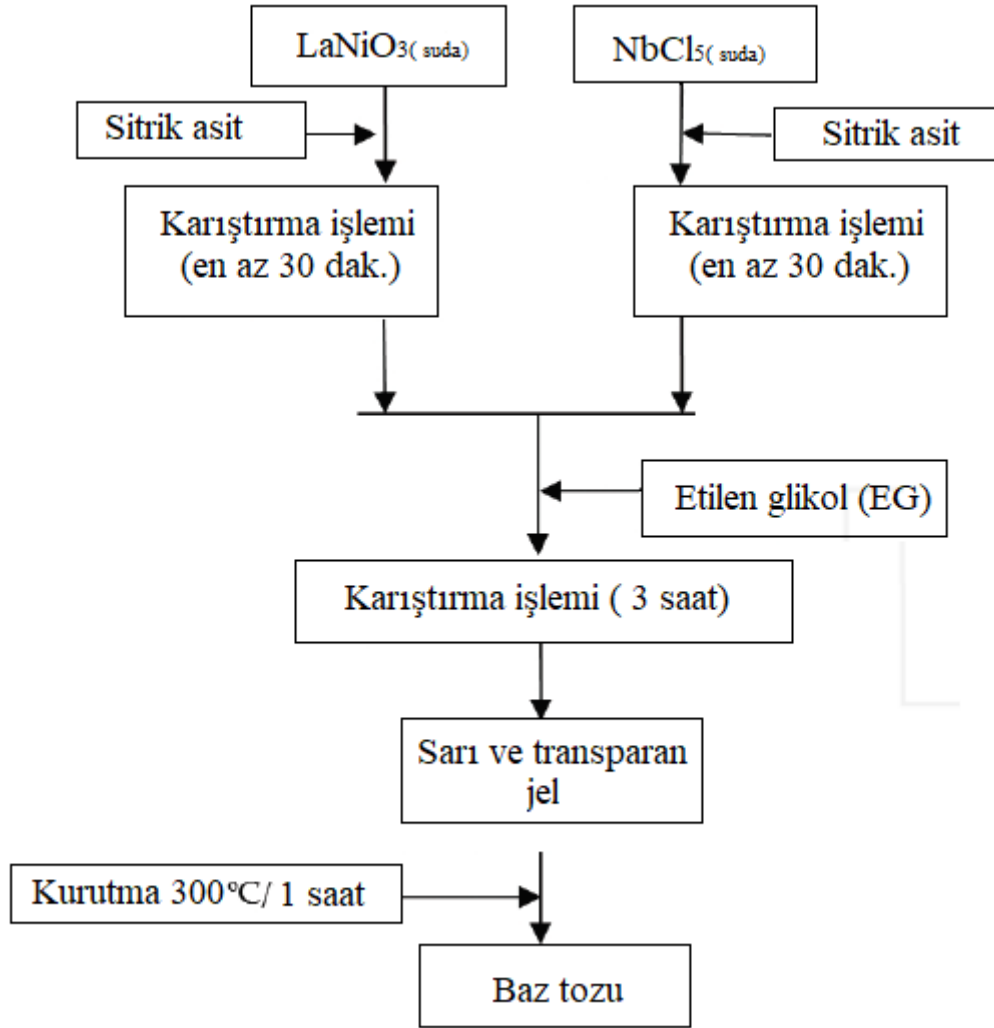 LaNiO3( suda)
NbCl5(suda)
Sitrik asit
Sitrik asit
Karıştırma işlemi
(en az 30 dak.)
Karıştırma işlemi
(en az 30 dak.)
Etilen glikol (EG)
Karıştırma işlemi ( 3 saat)
Sarı ve transparan
jel
Kurutma 300°C/ 1 saat
Baz tozu